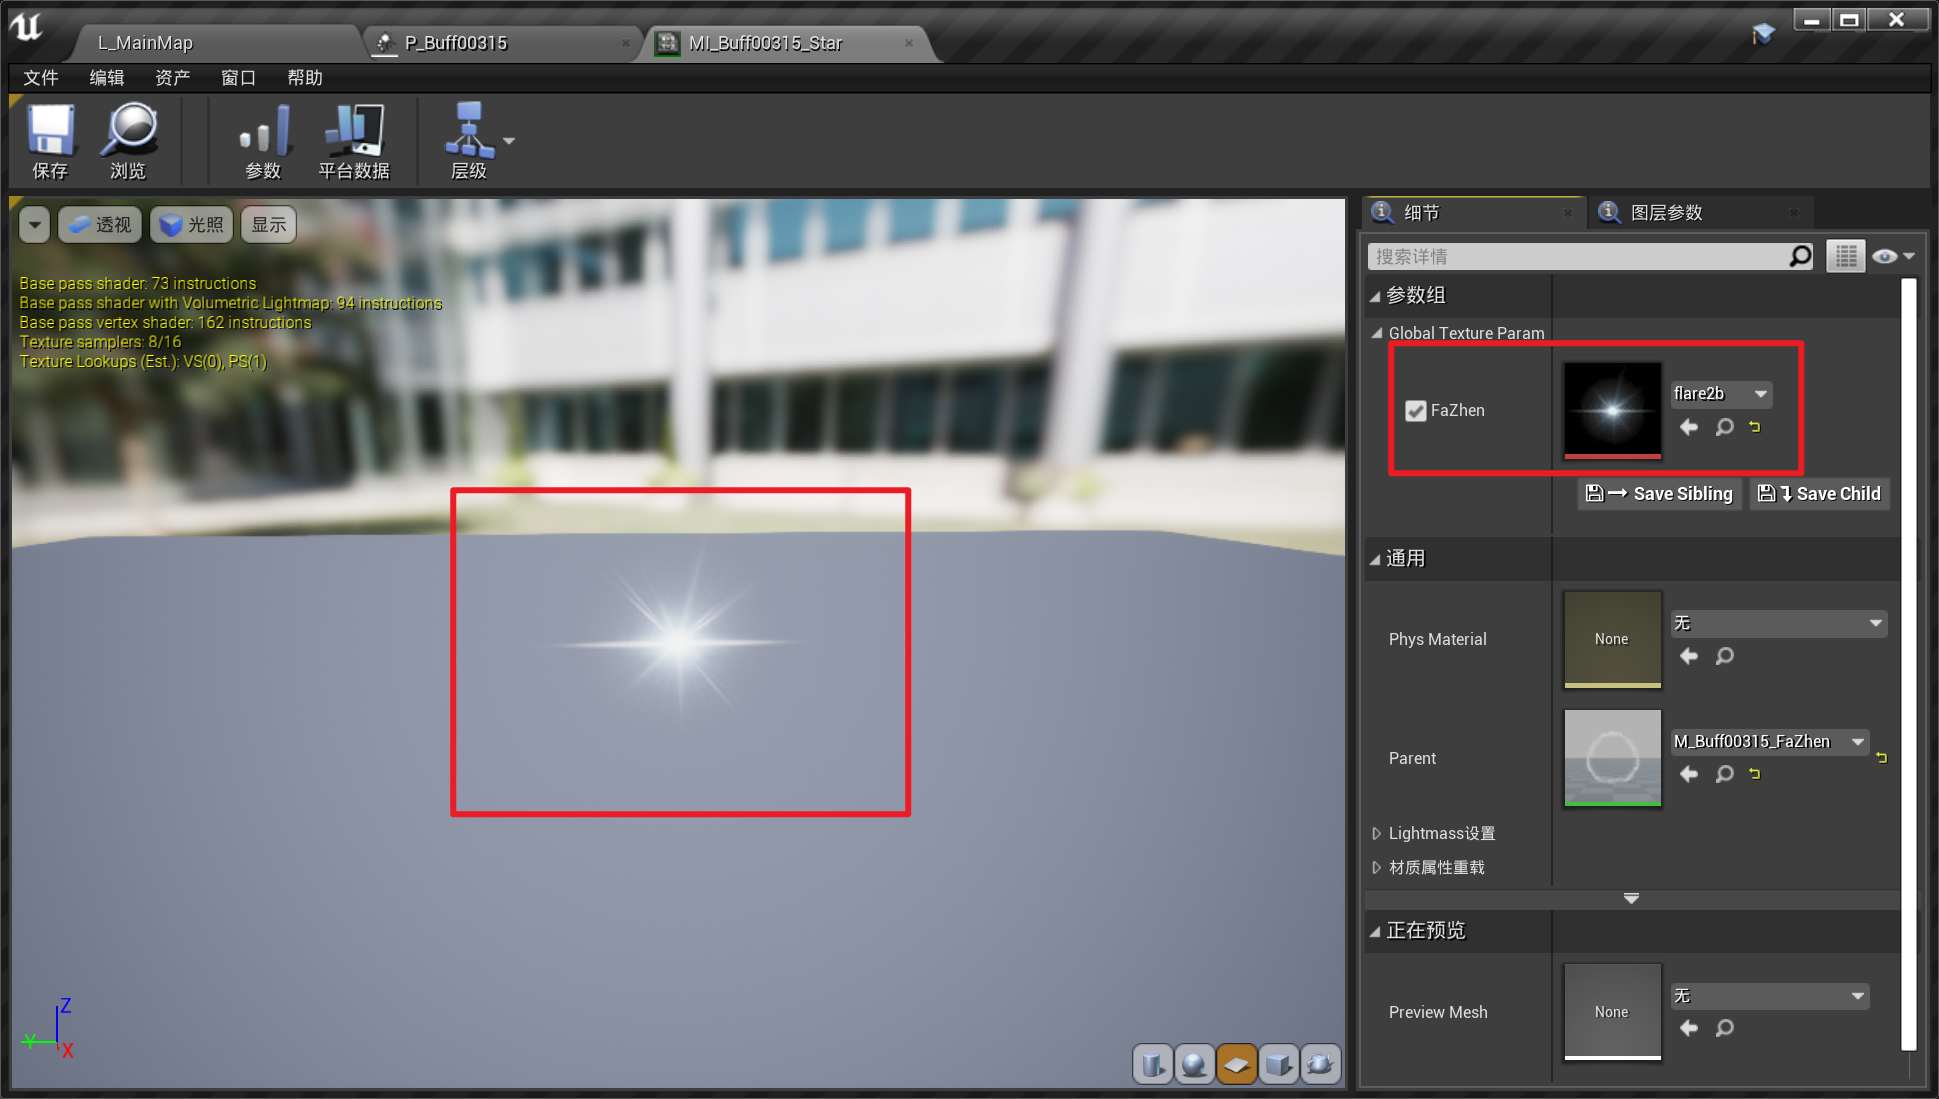 L_MainMap
P_Buff00315
MI_Buff00315_Star
文件 编辑 资产 窗口 帮助
保存 浏览 参数 平台数据 层级
透视 光照 显示
Base pass shader: 73 instructions
Base pass shader with Volumetric Lightmap: 94 instructions
Base pass vertex shader: 162 instructions
Texture samplers: 8/16
Texture Lookups (Est.): VS(0), PS(1)
Z
Y
X
细节 图层参数
搜索详情
参数组
Global Texture Param
FaZhen flare2b
Save Sibling Save Child
通用
Phys Material None 无
Parent M_Buff00315_FaZhen
Lightmass设置
材质属性重载
正在预览
Preview Mesh None 无